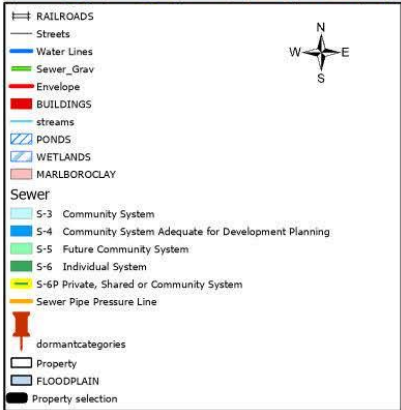 RAILROADS
Streets
Water Lines
Sewer_Grav
Envelope
BUILDINGS
streams
PONDS
WETLANDS
MARLBOROCLAY
Sewer
S-3 Community System
S-4 Community System Adequate for Development Planning
S-5 Future Community System
S-6 Individual System
S-6P Private, Shared or Community System
Sewer Pipe Pressure Line
dormantcategories
Property
FLOODPLAIN
Property selection
N
W E
S